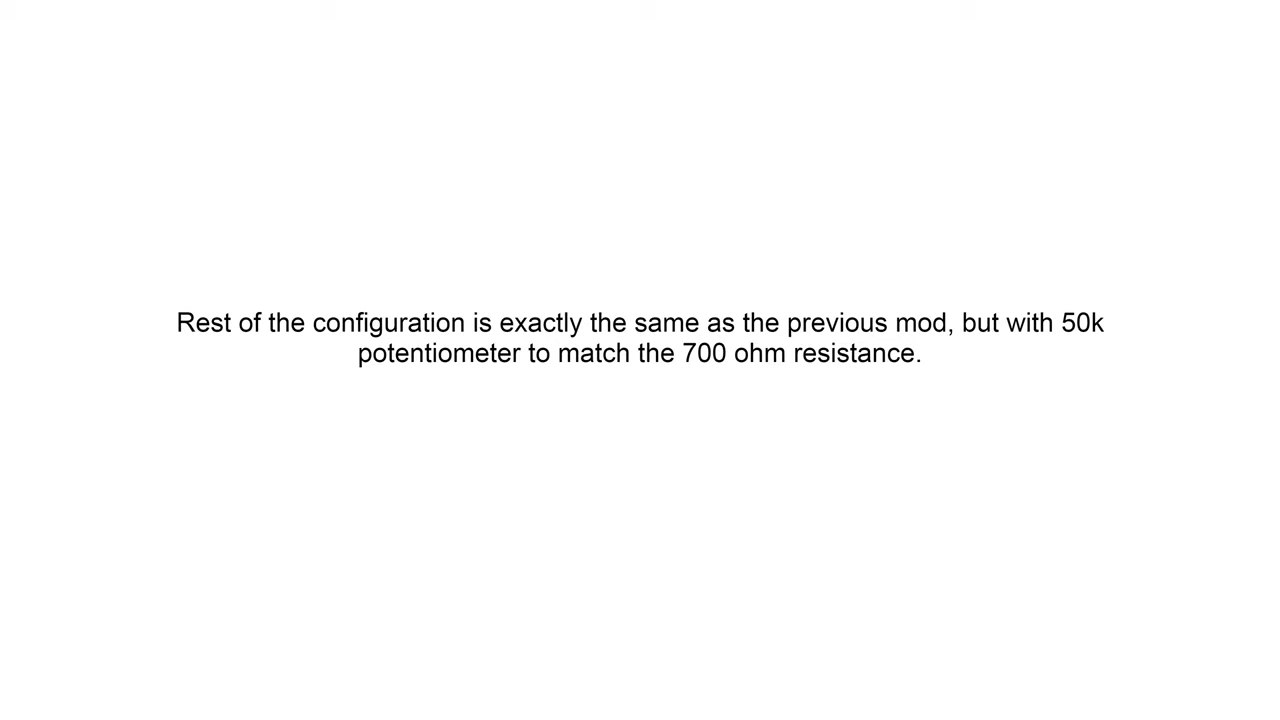 Rest of the configuration is exactly the same as the previous mod, but with 50k
potentiometer to match the 700 ohm resistance.